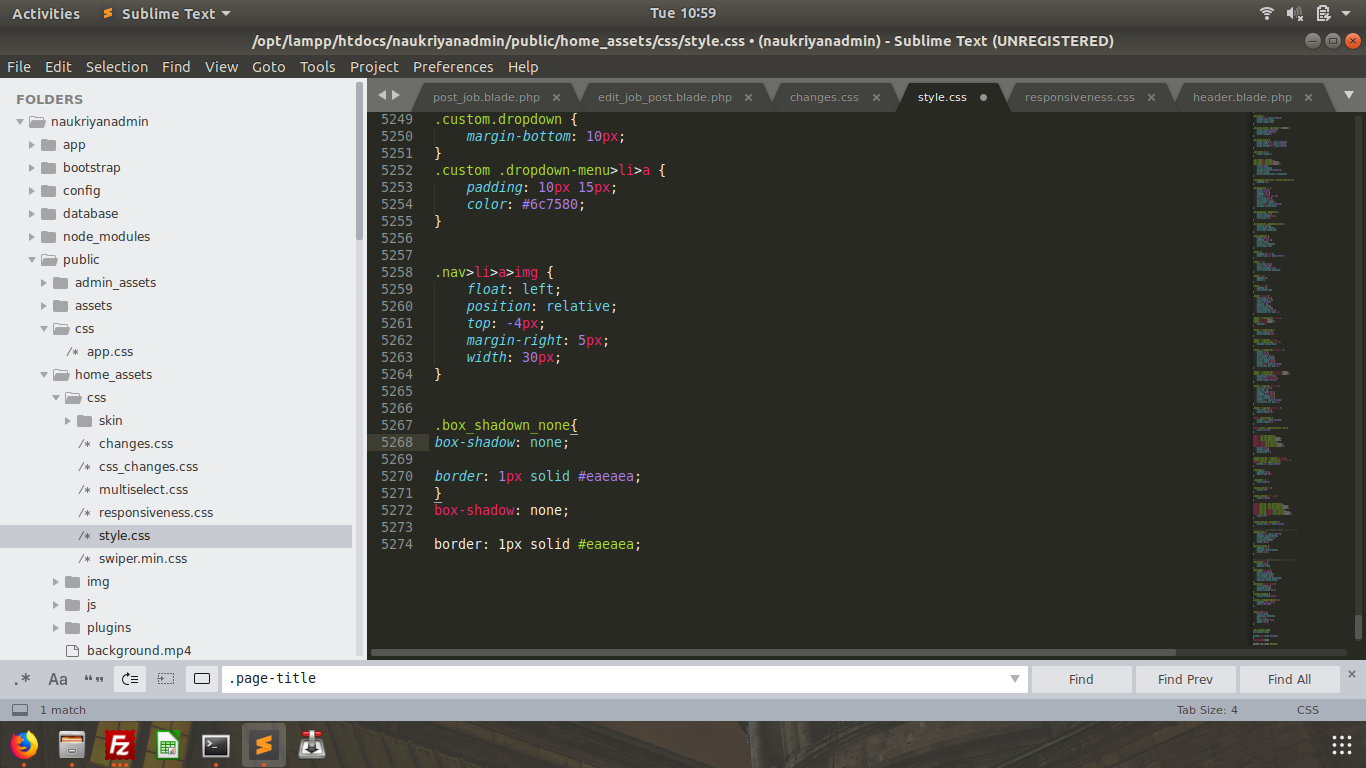 Activities Sublime Text Tue 10:59
/opt/lampp/htdocs/naukriyanadmin/public/home_assets/css/style.css • (naukriyanadmin) - Sublime Text (UNREGISTERED)
File Edit Selection Find View Goto Tools Project Preferences Help
FOLDERS
naukriyanadmin
app
bootstrap
config
database
node_modules
public
admin_assets
assets
css
/* app.css
home_assets
css
skin
/* changes.css
/* css_changes.css
/* multiselect.css
/* responsiveness.css
/* style.css
/* swiper.min.css
img
js
plugins
background.mp4
post_job.blade.php edit_job_post.blade.php changes.css style.css responsiveness.css header.blade.php
5249 .custom.dropdown {
5250 margin-bottom: 10px;
5251 }
5252 .custom .dropdown-menu>li>a {
5253 padding: 10px 15px;
5254 color: #6c7580;
5255 }
5256
5257
5258 .nav>li>a>img {
5259 float: left;
5260 position: relative;
5261 top: -4px;
5262 margin-right: 5px;
5263 width: 30px;
5264 }
5265
5266
5267 .box_shadown_none{
5268 box-shadow: none;
5269
5270 border: 1px solid #eaeaea;
5271 }
5272 box-shadow: none;
5273
5274 border: 1px solid #eaeaea;
.* Aa “” .page-title Find Find Prev Find All
1 match Tab Size: 4 CSS